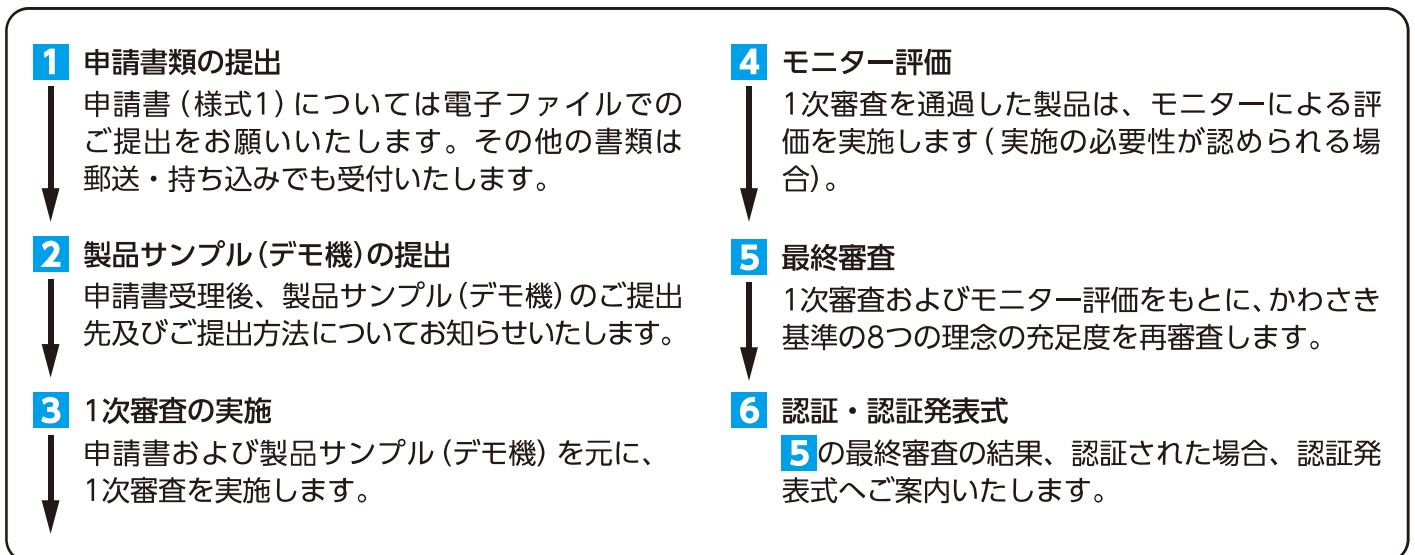 1 申請書類の提出
申請書（様式1）については電子ファイルでの
ご提出をお願いいたします。その他の書類は
郵送・持ち込みでも受付いたします。
2 製品サンプル（デモ機）の提出
申請書受理後、製品サンプル（デモ機）のご提出
先及びご提出方法についてお知らせいたします。
3 1次審査の実施
申請書および製品サンプル（デモ機）を元に、
1次審査を実施します。
4 モニター評価
1次審査を通過した製品は、モニターによる評
価を実施します（実施の必要性が認められる場
合）。
5 最終審査
1次審査およびモニター評価をもとに、かわさき
基準の8つの理念の充足度を再審査します。
6 認証・認証発表式
5の最終審査の結果、認証された場合、認証発
表式へご案内いたします。